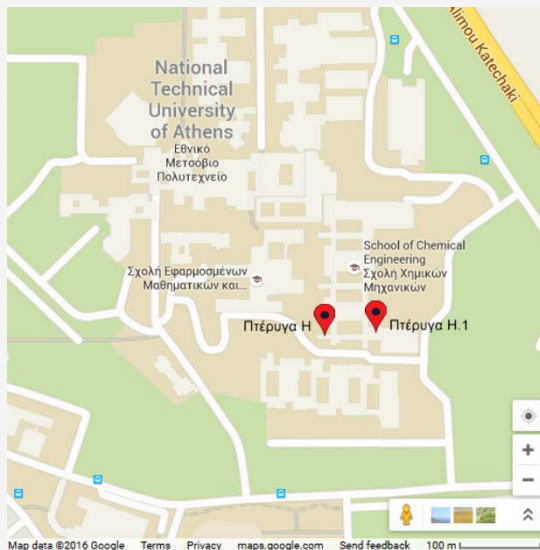 Alimou Katechaki
National
Technical
University
of Athens
Εθνικό
Μετσόβιο
Πολυτεχνείο
School of Chemical
Engineering
Σχολή Χημικών
Μηχανικών
Σχολή Εφαρμοσμένων
Μαθηματικών και...
Πτέρυγα Η
Πτέρυγα Η.1
+
−
Map data ©2016 Google Terms Privacy maps.google.com Send feedback 100 m